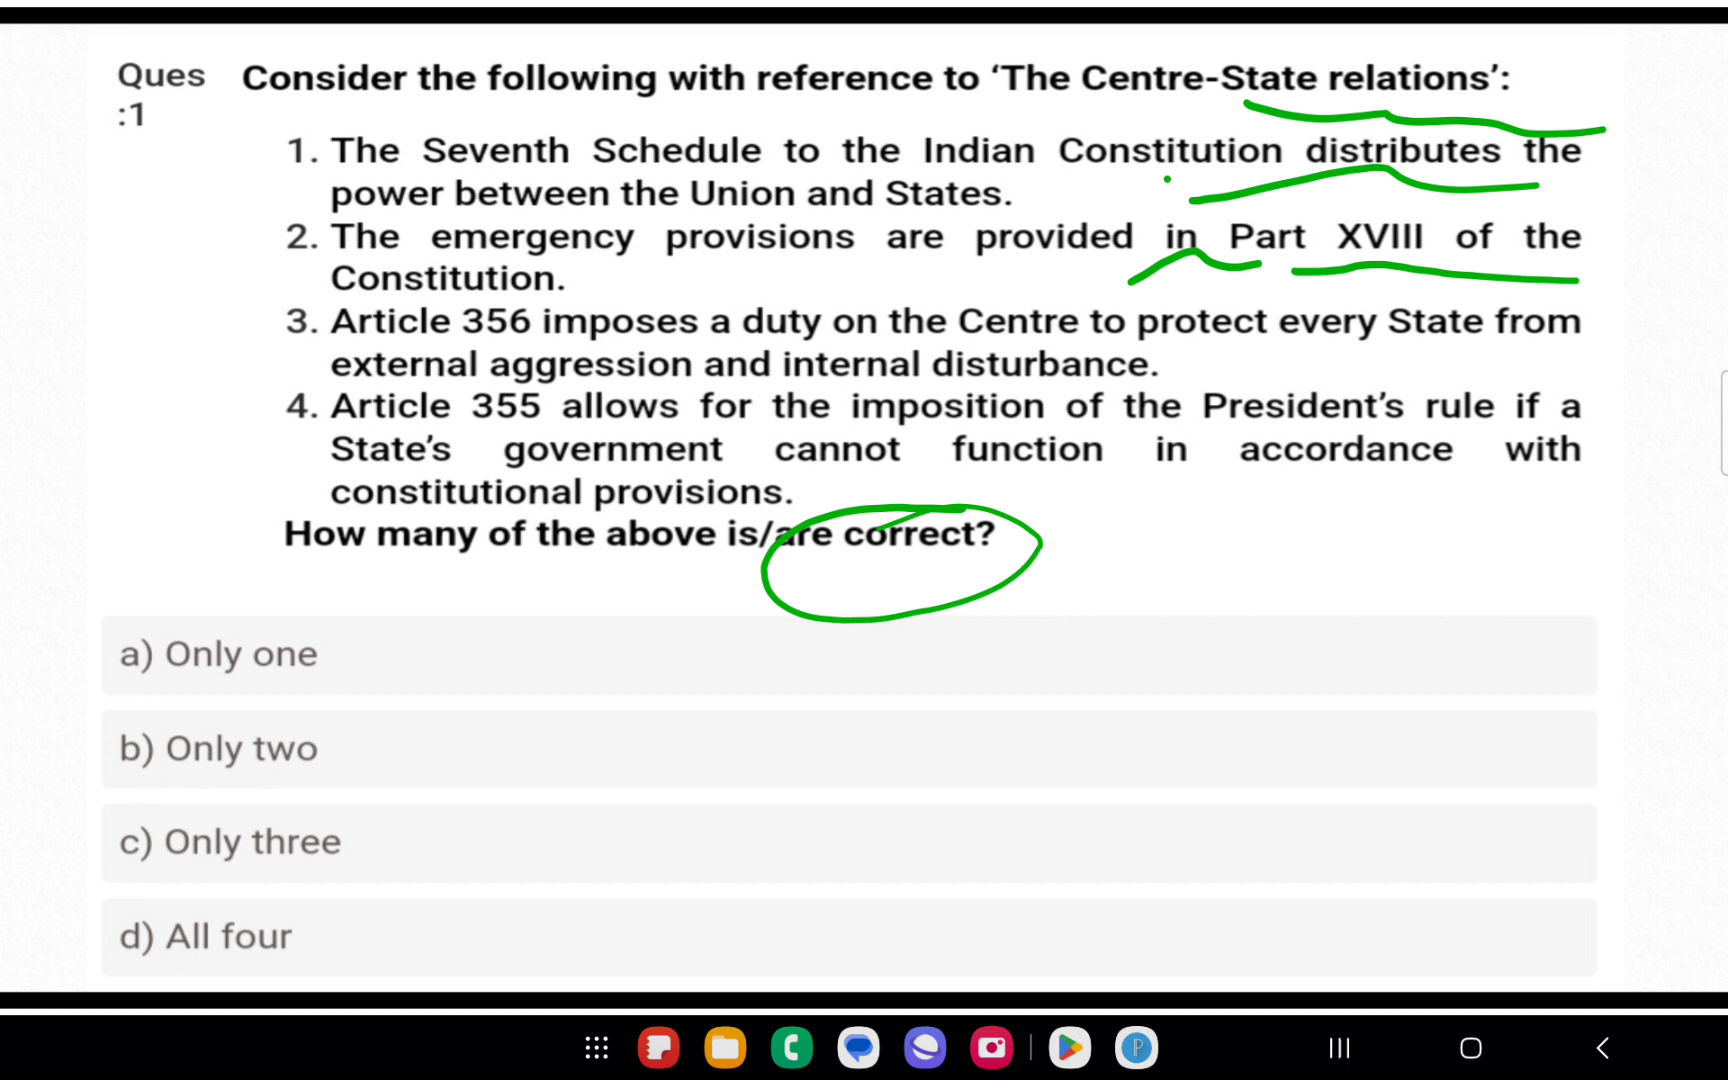 Ques Consider the following with reference to ‘The Centre-State relations’:
:1
1. The Seventh Schedule to the Indian Constitution distributes the
power between the Union and States.
2. The emergency provisions are provided in Part XVIII of the
Constitution.
3. Article 356 imposes a duty on the Centre to protect every State from
external aggression and internal disturbance.
4. Article 355 allows for the imposition of the President’s rule if a
State’s government cannot function in accordance with
constitutional provisions.
How many of the above is/are correct?
a) Only one
b) Only two
c) Only three
d) All four